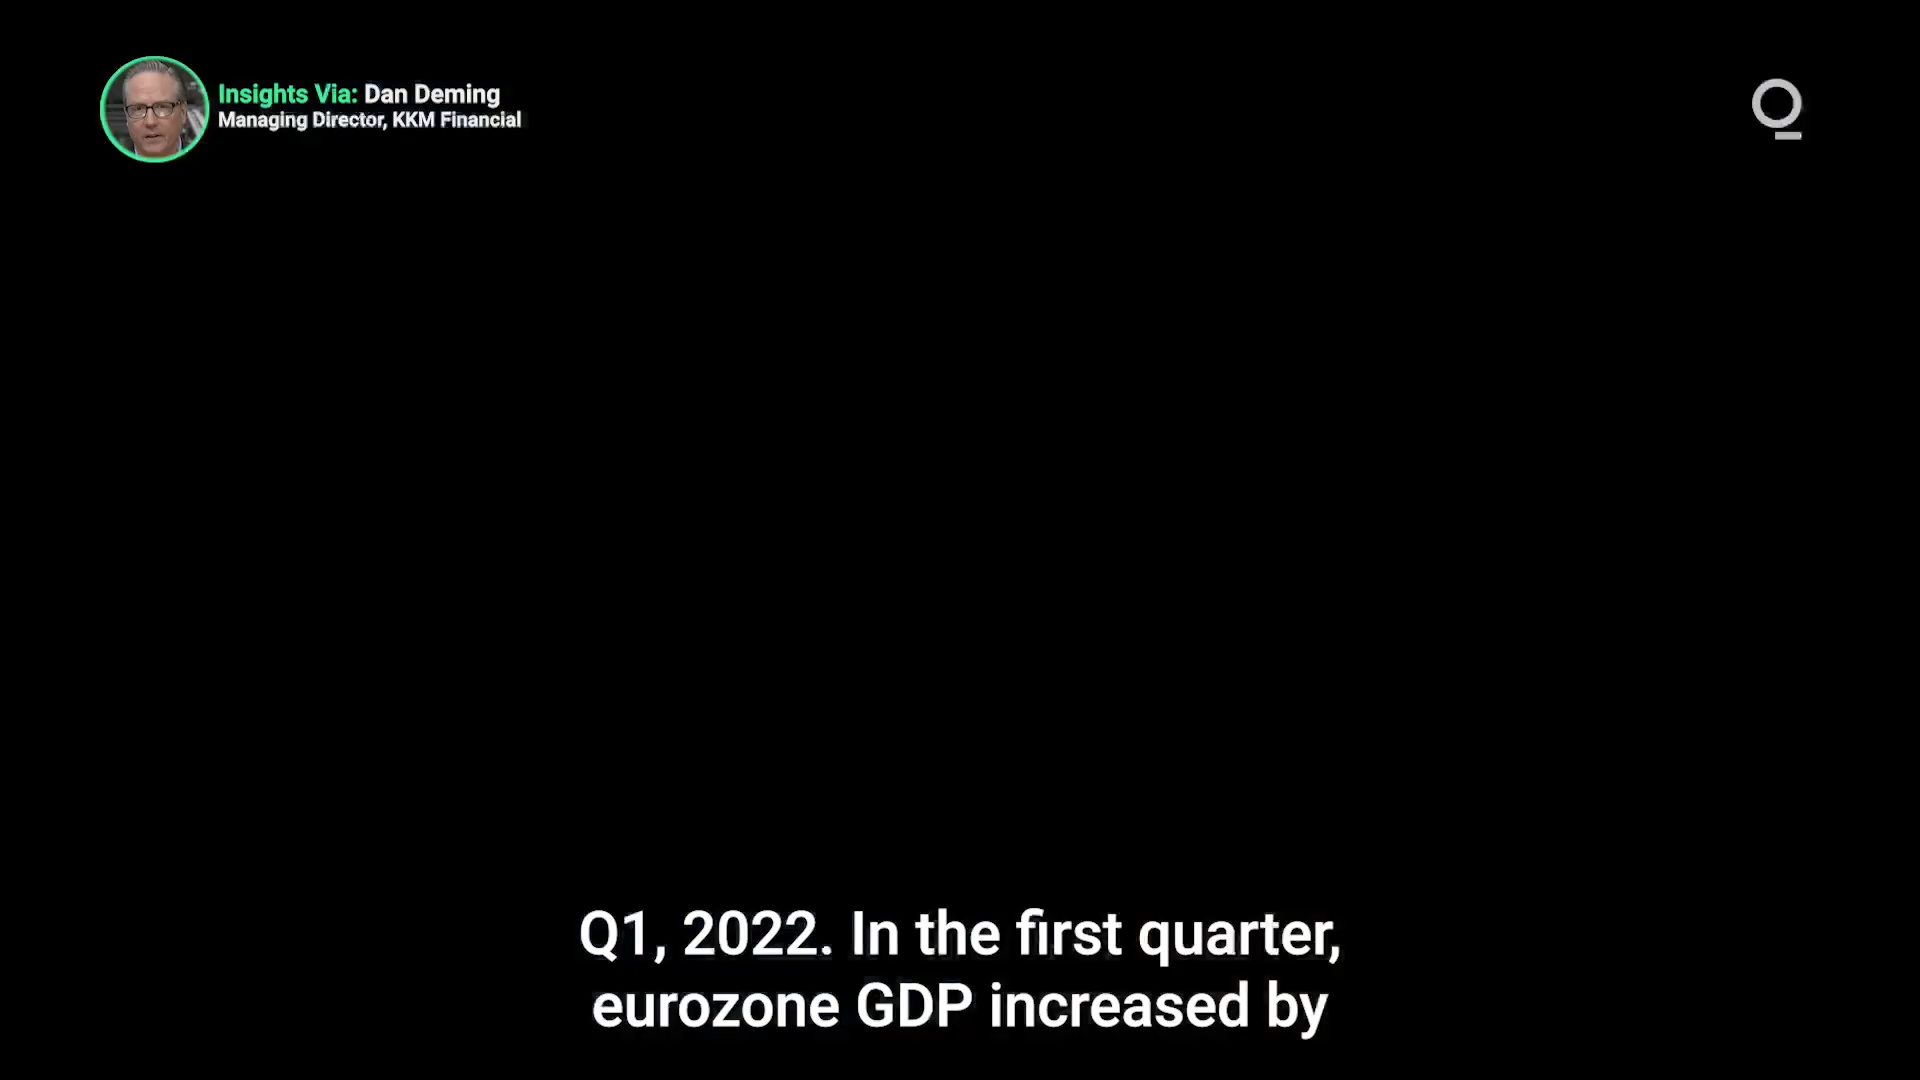 Insights Via: Dan Deming
Managing Director, KKM Financial
Q1, 2022. In the first quarter,
eurozone GDP increased by